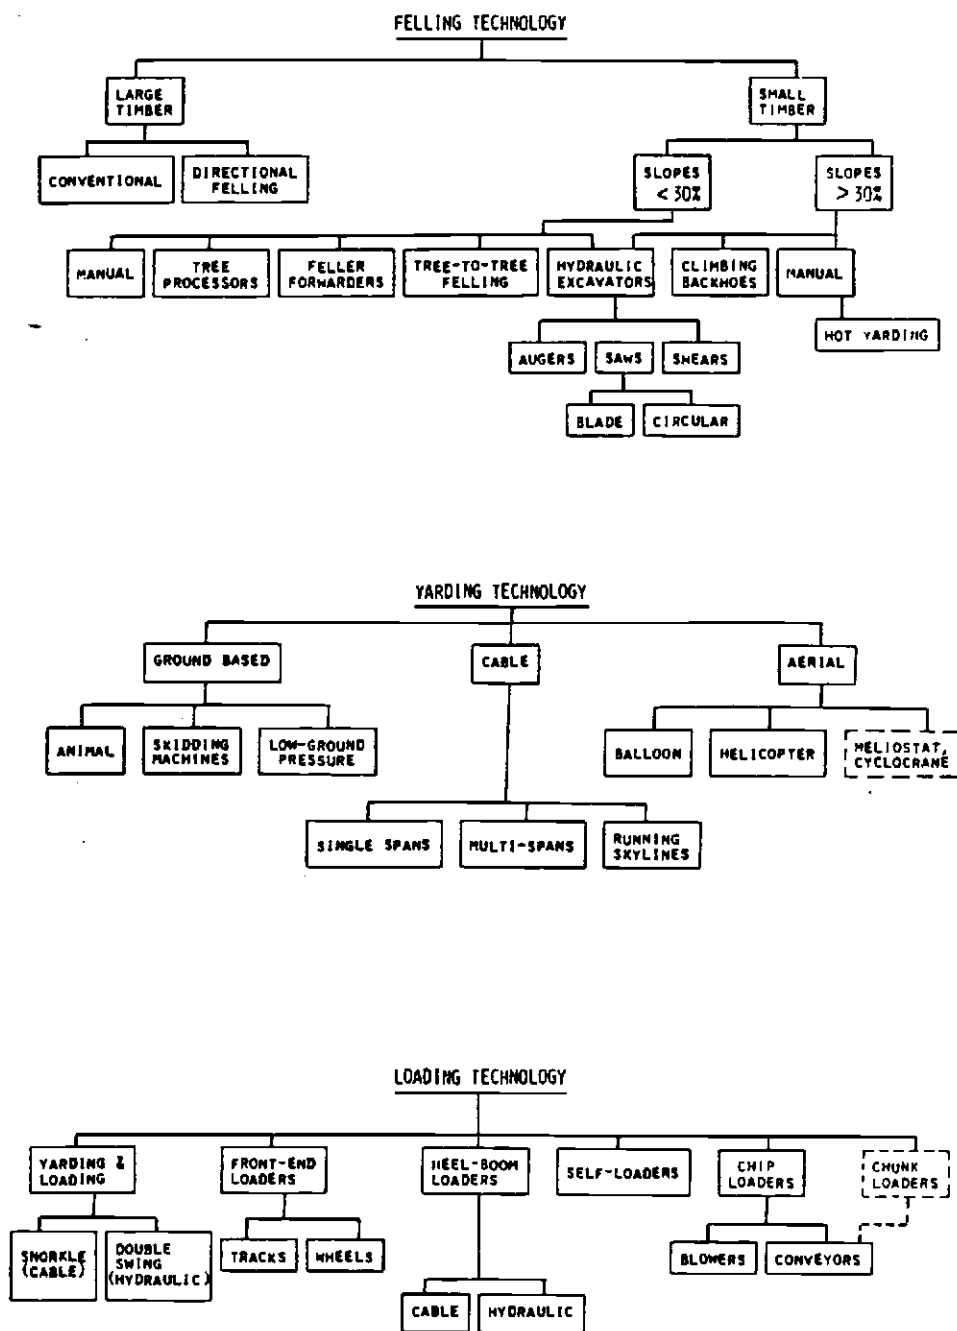 FELLING TECHNOLOGY
LARGE
TIMBER
SMALL
TIMBER
CONVENTIONAL
DIRECTIONAL
FELLING
SLOPES
< 30%
SLOPES
> 30%
MANUAL
TREE
PROCESSORS
FELLER
FORWARDERS
TREE-TO-TREE
FELLING
HYDRAULIC
EXCAVATORS
CLIMBING
BACKHOES
MANUAL
HOT YARDING
AUGERS
SAWS
SHEARS
BLADE
CIRCULAR
YARDING TECHNOLOGY
GROUND BASED
CABLE
AERIAL
ANIMAL
SKIDDING
MACHINES
LOW-GROUND
PRESSURE
BALLOON
HELICOPTER
HELIOSTAT,
CYCLOCRANE
SINGLE SPANS
MULTI-SPANS
RUNNING
SKYLINES
LOADING TECHNOLOGY
YARDING &
LOADING
FRONT-END
LOADERS
HEEL-BOOM
LOADERS
SELF-LOADERS
CHIP
LOADERS
CHUNK
LOADERS
SNORKLE
(CABLE)
DOUBLE
SWING
(HYDRAULIC)
TRACKS
WHEELS
BLOWERS
CONVEYORS
CABLE
HYDRAULIC